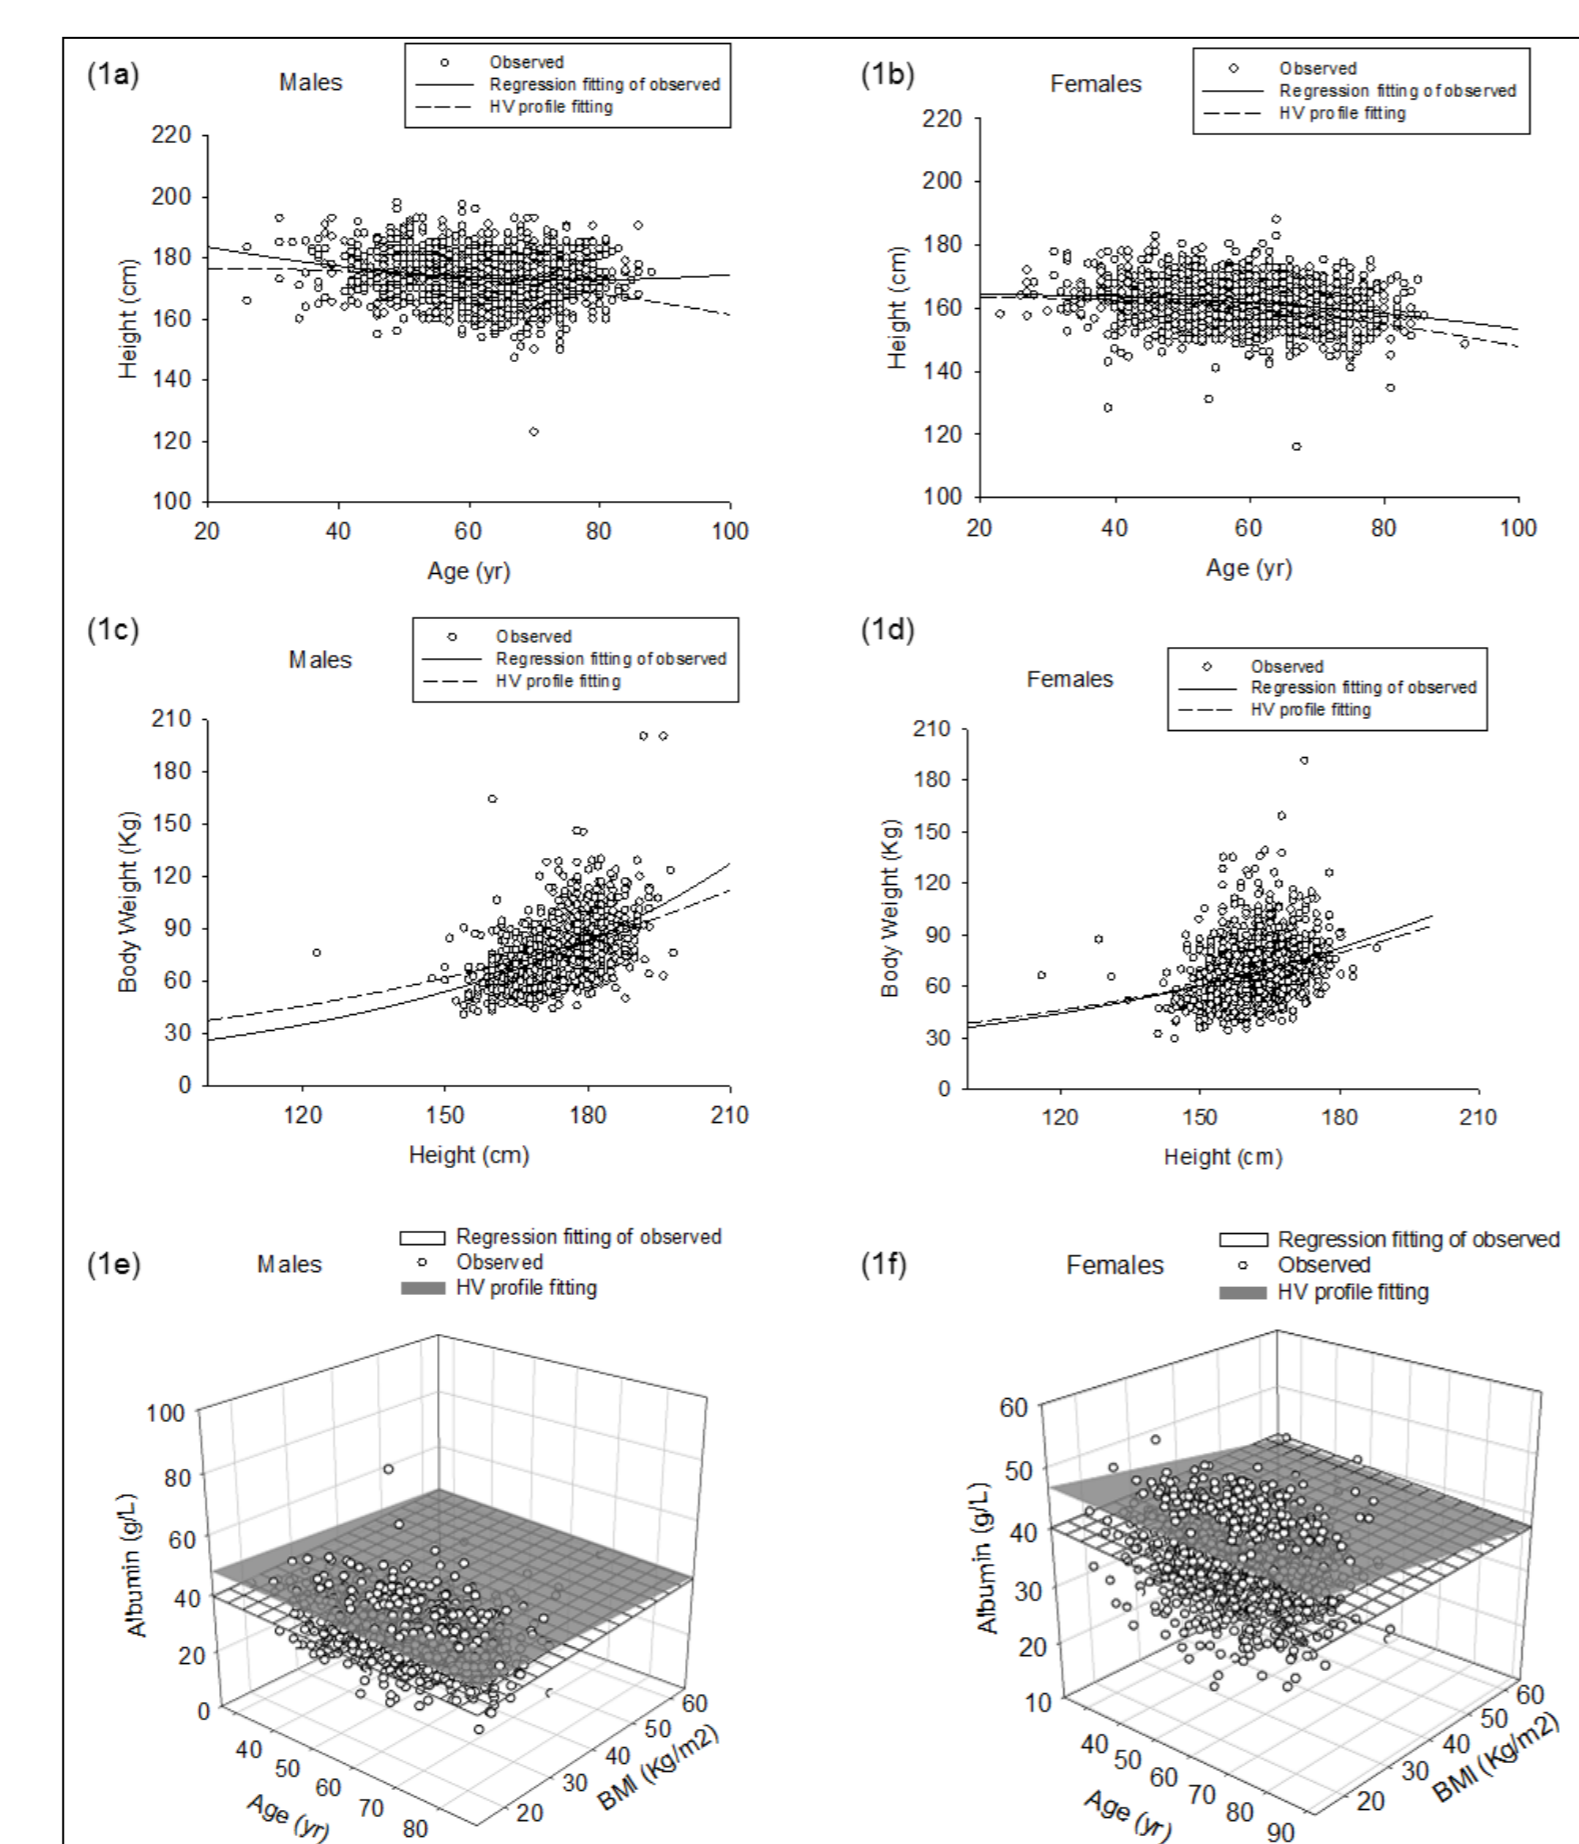 (1a)
Males
Observed
Regression fitting of observed
HV profile fitting
220
200
180
160
140
120
100
Height (cm)
20 40 60 80 100
Age (yr)
(1b)
Females
Observed
Regression fitting of observed
HV profile fitting
220
200
180
160
140
120
100
Height (cm)
20 40 60 80 100
Age (yr)
(1c)
Males
Observed
Regression fitting of observed
HV profile fitting
210
180
150
120
90
60
30
0
Body Weight (Kg)
120 150 180 210
Height (cm)
(1d)
Females
Observed
Regression fitting of observed
HV profile fitting
210
180
150
120
90
60
30
0
Body Weight (Kg)
120 150 180 210
Height (cm)
(1e)
Males
Regression fitting of observed
Observed
HV profile fitting
100
80
60
40
20
0
Albumin (g/L)
40 50 60 70 80
Age (yr)
20 30 40 50 60
BMI (Kg/m2)
(1f)
Females
Regression fitting of observed
Observed
HV profile fitting
60
50
40
30
20
10
Albumin (g/L)
40 50 60 70 80 90
Age (yr)
20 30 40 50 60
BMI (Kg/m2)